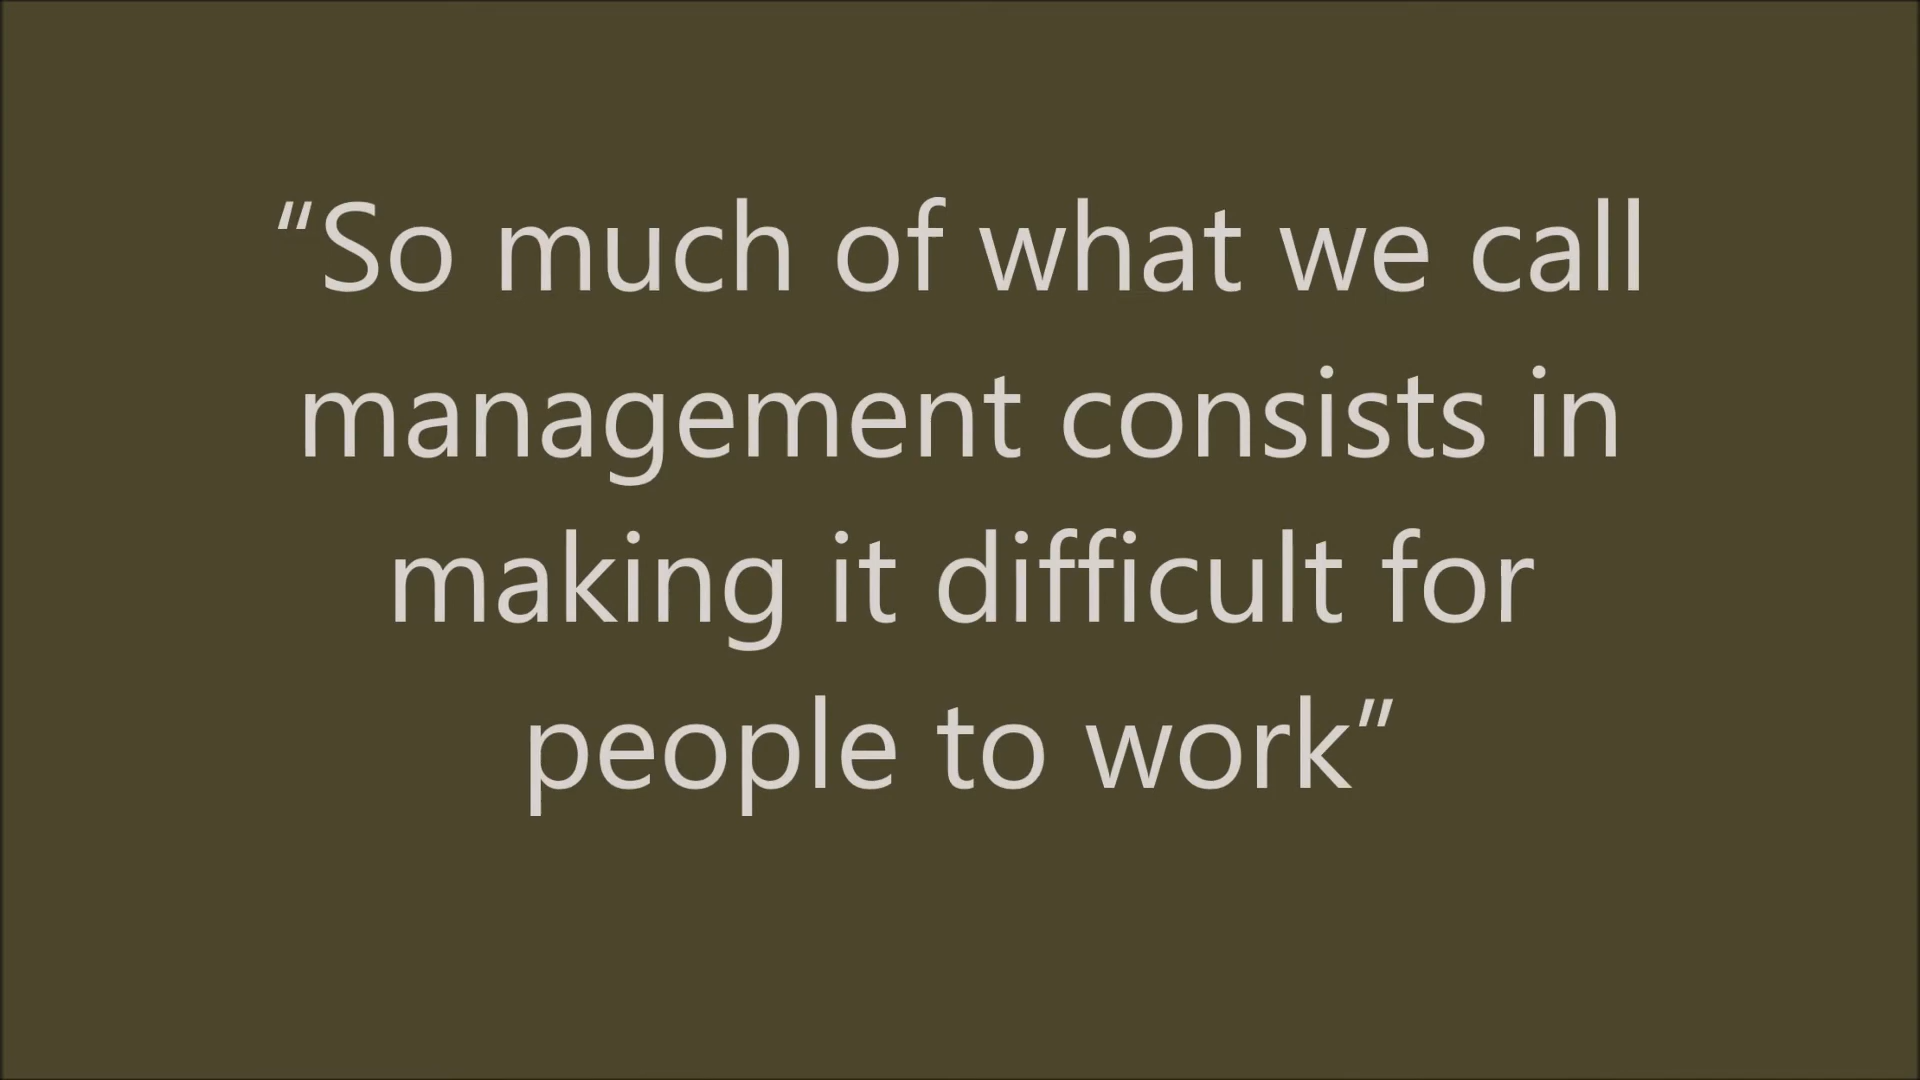 “So much of what we call
management consists in
making it difficult for
people to work”